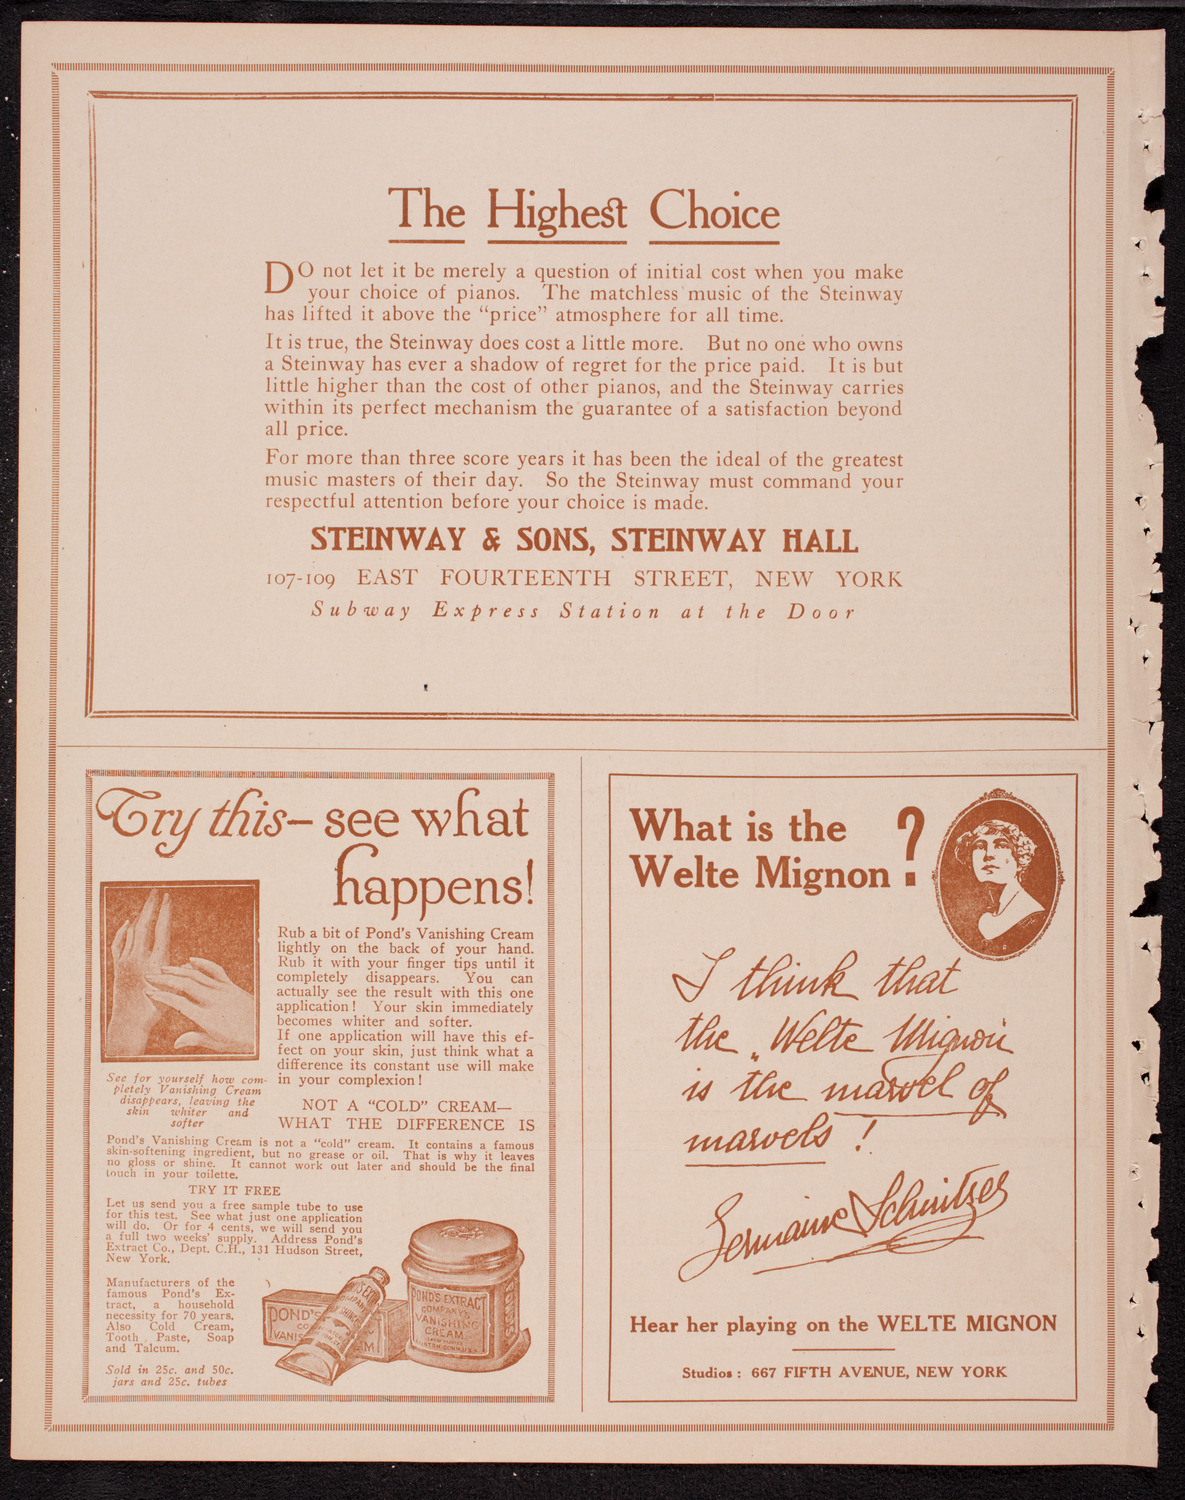 The Highest Choice
DO not let it be merely a question of initial cost when you make
your choice of pianos. The matchless music of the Steinway
has lifted it above the "price" atmosphere for all time.
It is true, the Steinway does cost a little more. But no one who owns
a Steinway has ever a shadow of regret for the price paid. It is but
little higher than the cost of other pianos, and the Steinway carries
within its perfect mechanism the guarantee of a satisfaction beyond
all price.
For more than three score years it has been the ideal of the greatest
music masters of their day. So the Steinway must command your
respectful attention before your choice is made.
STEINWAY & SONS, STEINWAY HALL
107-109 EAST FOURTEENTH STREET, NEW YORK
Subway Express Station at the Door
Try this—see what
happens!
Rub a bit of Pond's Vanishing Cream
lightly on the back of your hand.
Rub it with your finger tips until it
completely disappears. You can
actually see the result with this one
application! Your skin immediately
becomes whiter and softer.
If one application will have this ef-
fect on your skin, just think what a
difference its constant use will make
in your complexion!
See for yourself how com-
pletely Vanishing Cream
disappears, leaving the
skin whiter and
softer
NOT A "COLD" CREAM—
WHAT THE DIFFERENCE IS
Pond's Vanishing Cream is not a "cold" cream. It contains a famous
skin-softening ingredient, but no grease or oil. That is why it leaves
no gloss or shine. It cannot work out later and should be the final
touch in your toilette.
TRY IT FREE
Let us send you a free sample tube to use
for this test. See what just one application
will do. Or for 4 cents, we will send you
a full two weeks' supply. Address Pond's
Extract Co., Dept. C.H., 131 Hudson Street,
New York.
Manufacturers of the
famous Pond's Ex-
tract, a household
necessity for 70 years.
Also Cold Cream,
Tooth Paste, Soap
and Talcum.
Sold in 25c. and 50c.
jars and 25c. tubes
POND'S
CO
VANIS
AM
POND'S EXTRACT
COMPANY'S
VANISHING
CREAM
What is the
Welte Mignon?
I think that
the „Welte Mignon
is the marvel of
marvels!
Germaine Schnitzer
Hear her playing on the WELTE MIGNON
Studios: 667 FIFTH AVENUE, NEW YORK